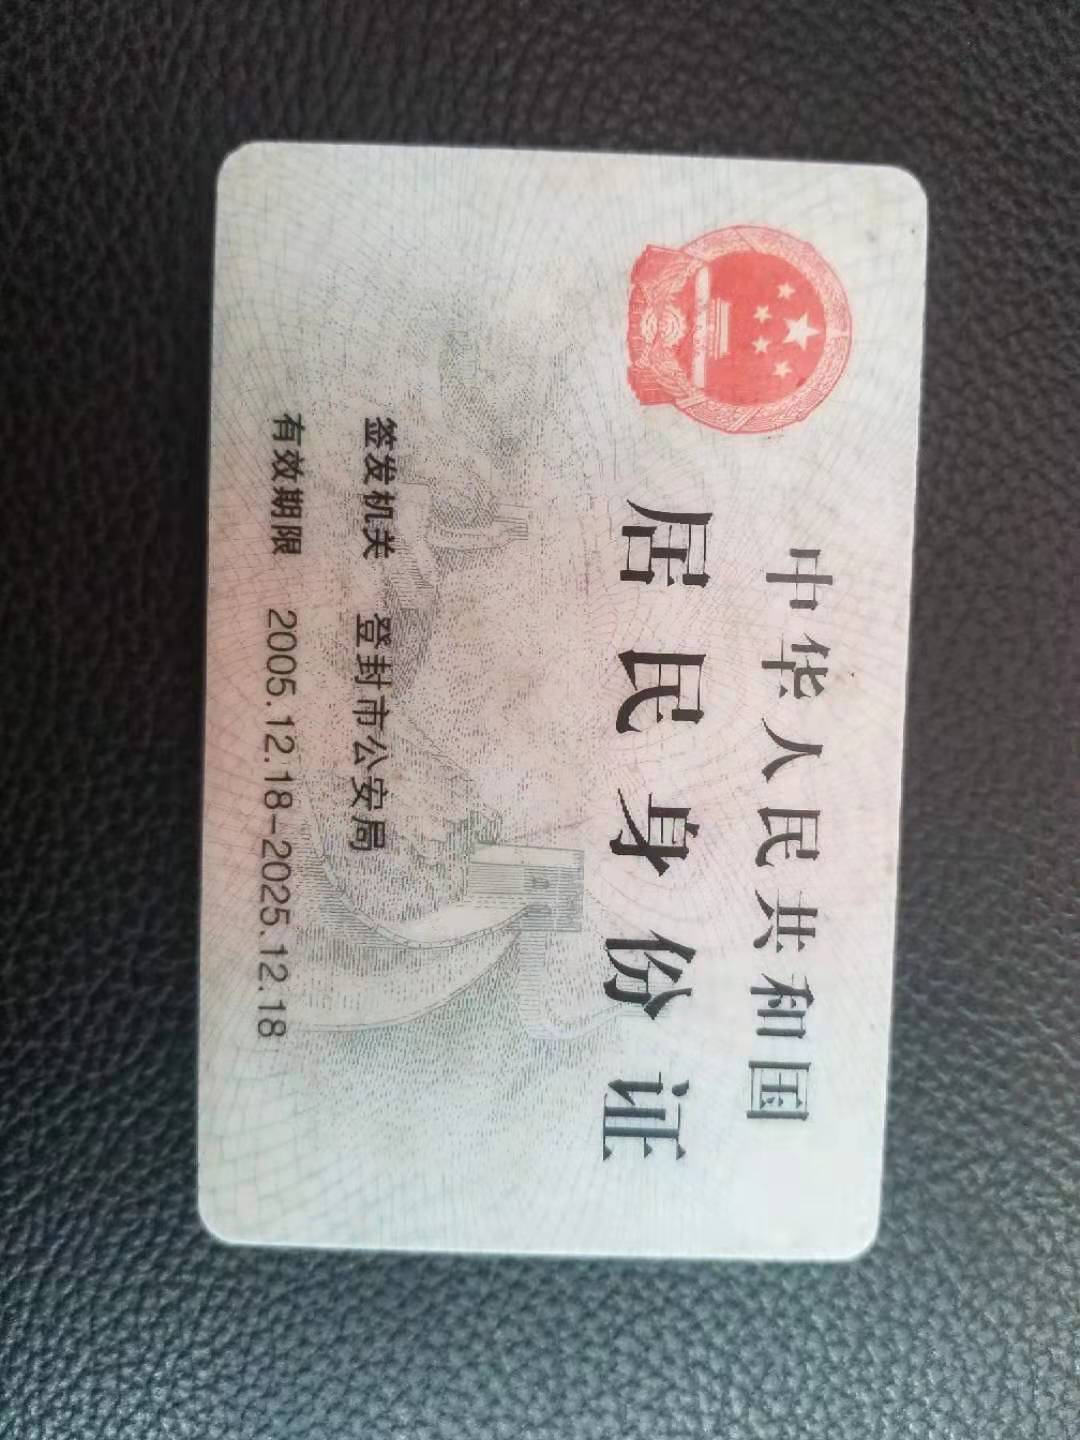 中华人民共和国
居民身份证
签发机关 登封市公安局
有效期限 2005.12.18-2025.12.18